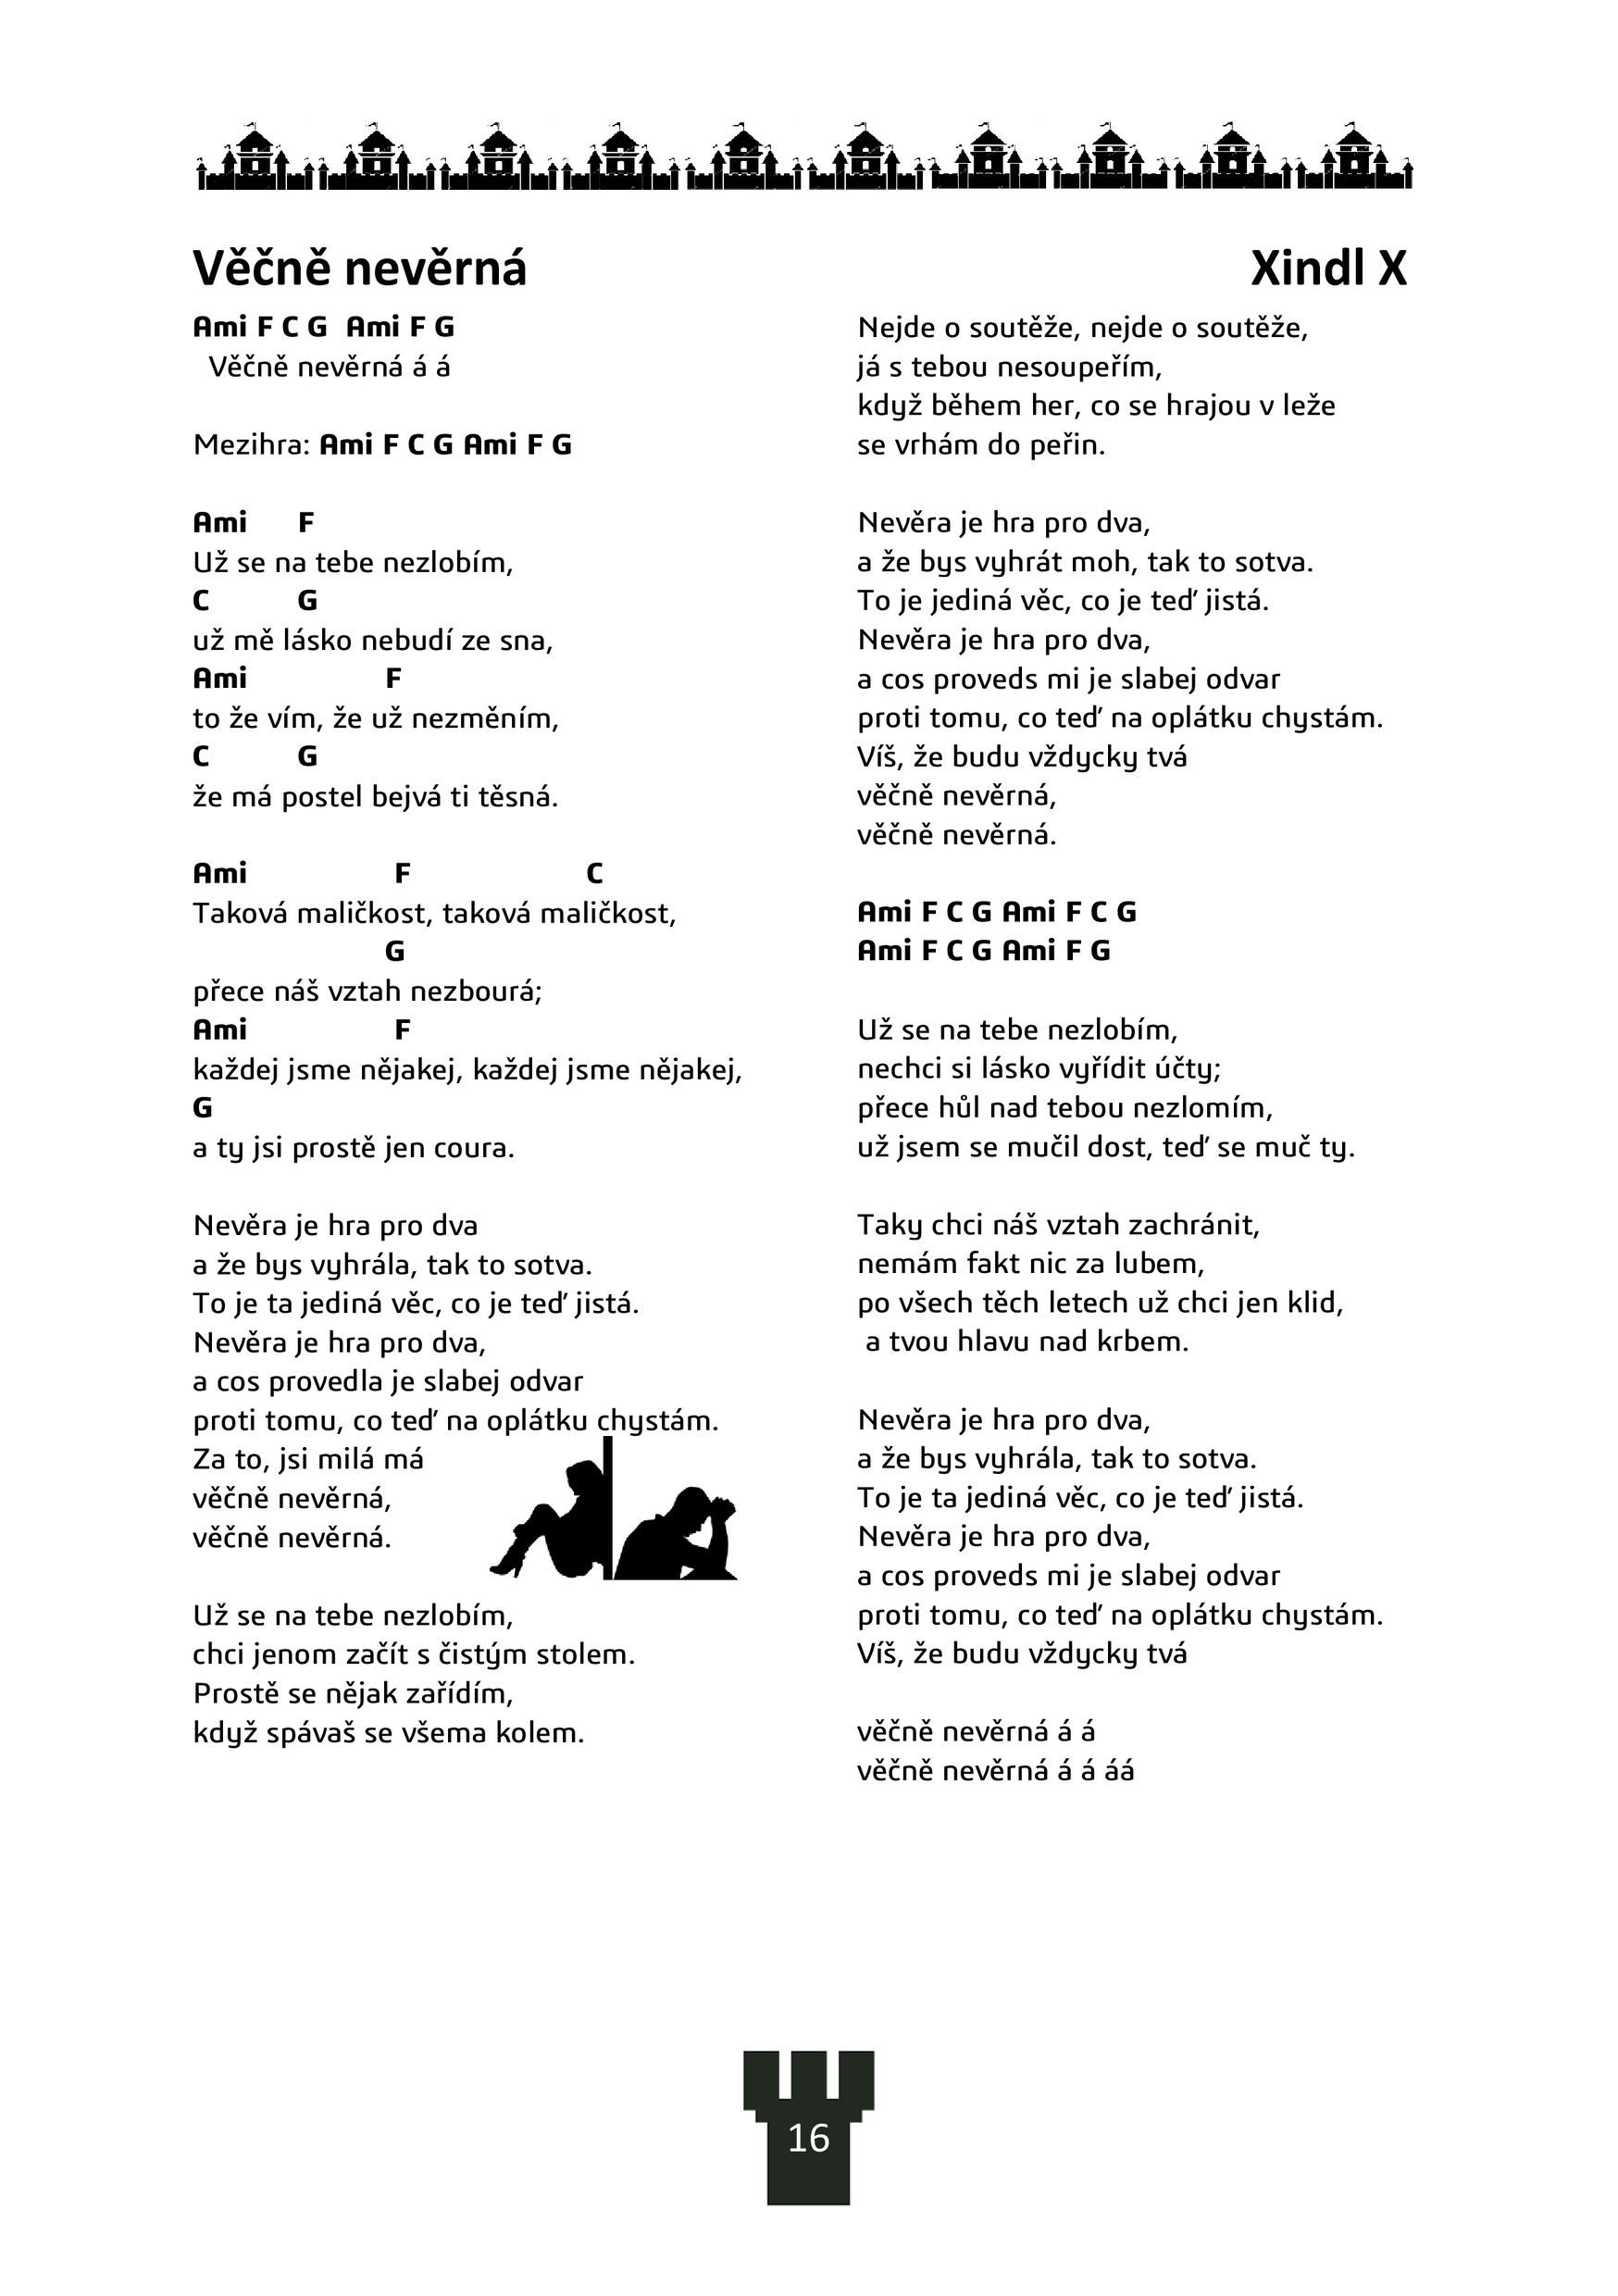 Věčně nevěrná
Xindl X
Ami F C G  Ami F G
Věčně nevěrná á á
Mezihra: Ami F C G Ami F G
Ami F
Už se na tebe nezlobím,
C G
už mě lásko nebudí ze sna,
Ami F
to že vím, že už nezměním,
C G
že má postel bejvá ti těsná.
Ami F C
Taková maličkost, taková maličkost,
G
přece náš vztah nezbourá;
Ami F
každej jsme nějakej, každej jsme nějakej,
G
a ty jsi prostě jen coura.
Nevěra je hra pro dva
a že bys vyhrála, tak to sotva.
To je ta jediná věc, co je teď jistá.
Nevěra je hra pro dva,
a cos provedla je slabej odvar
proti tomu, co teď na oplátku chystám.
Za to, jsi milá má
věčně nevěrná,
věčně nevěrná.
Už se na tebe nezlobím,
chci jenom začít s čistým stolem.
Prostě se nějak zařídím,
když spávaš se všema kolem.
Nejde o soutěže, nejde o soutěže,
já s tebou nesoupeřím,
když během her, co se hrajou v leže
se vrhám do peřin.
Nevěra je hra pro dva,
a že bys vyhrát moh, tak to sotva.
To je jediná věc, co je teď jistá.
Nevěra je hra pro dva,
a cos proveds mi je slabej odvar
proti tomu, co teď na oplátku chystám.
Víš, že budu vždycky tvá
věčně nevěrná,
věčně nevěrná.
Ami F C G Ami F C G
Ami F C G Ami F G
Už se na tebe nezlobím,
nechci si lásko vyřídit účty;
přece hůl nad tebou nezlomím,
už jsem se mučil dost, teď se muč ty.
Taky chci náš vztah zachránit,
nemám fakt nic za lubem,
po všech těch letech už chci jen klid,
a tvou hlavu nad krbem.
Nevěra je hra pro dva,
a že bys vyhrála, tak to sotva.
To je ta jediná věc, co je teď jistá.
Nevěra je hra pro dva,
a cos proveds mi je slabej odvar
proti tomu, co teď na oplátku chystám.
Víš, že budu vždycky tvá
věčně nevěrná á á
věčně nevěrná á á áá
16